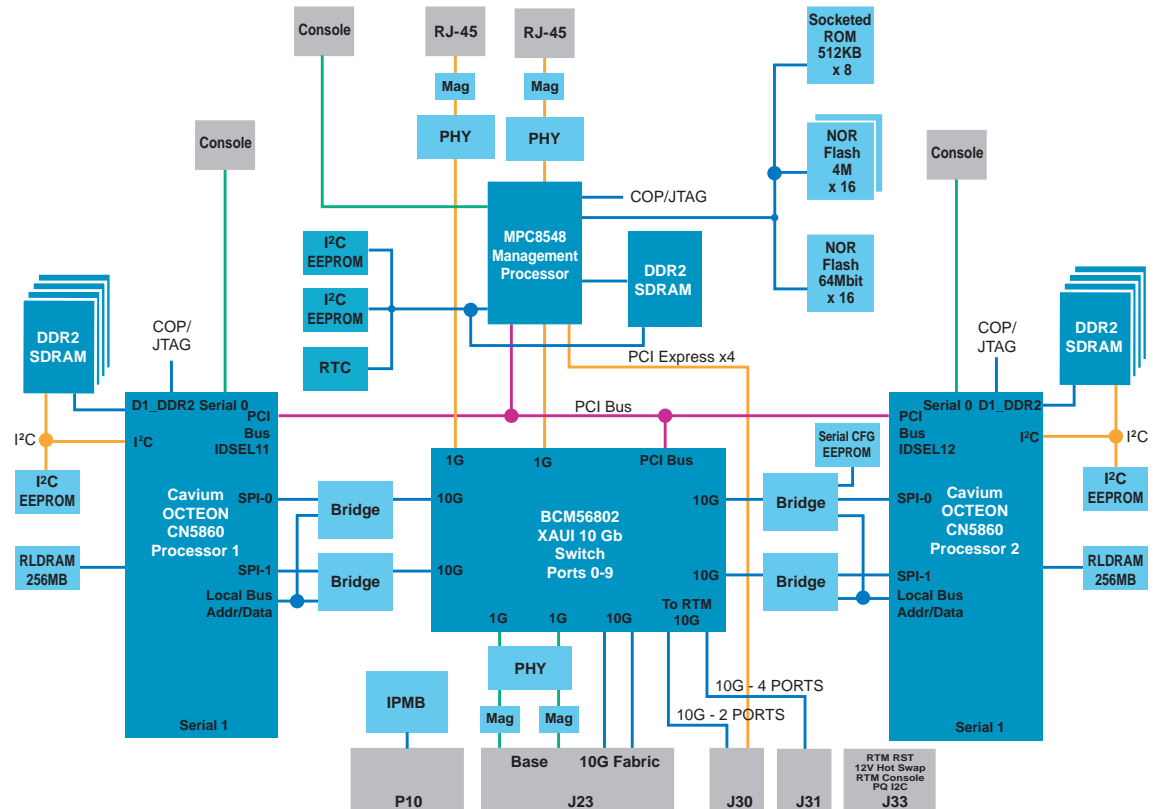 Console
RJ-45
RJ-45
Socketed
ROM
512KB
x 8
Mag
Mag
PHY
PHY
Console
NOR
Flash
4M
x 16
Console
COP/JTAG
MPC8548
Management
Processor
I²C
EEPROM
I²C
EEPROM
RTC
DDR2
SDRAM
NOR
Flash
64Mbit
x 16
PCI Express x4
PCI Bus
DDR2
SDRAM
COP/
JTAG
I²C
I²C
EEPROM
RLDRAM
256MB
D1_DDR2 Serial 0
PCI
Bus
IDSEL11
I²C
SPI-0
Cavium
OCTEON
CN5860
Processor 1
SPI-1
Local Bus
Addr/Data
Serial 1
Bridge
Bridge
1G
1G
PCI Bus
10G
10G
BCM56802
XAUI 10 Gb
Switch
Ports 0-9
10G
10G
To RTM
1G
1G
10G
10G
Serial CFG
EEPROM
Bridge
Bridge
DDR2
SDRAM
COP/
JTAG
Serial 0 D1_DDR2
PCI
Bus
IDSEL12
I²C
I²C
I²C
EEPROM
SPI-0
Cavium
OCTEON
CN5860
Processor 2
SPI-1
Local Bus
Addr/Data
RLDRAM
256MB
Serial 1
PHY
Mag
Mag
IPMB
10G - 4 PORTS
10G - 2 PORTS
P10
Base
10G Fabric
J23
J30
J31
RTM RST
12V Hot Swap
RTM Console
PQ I2C
J33